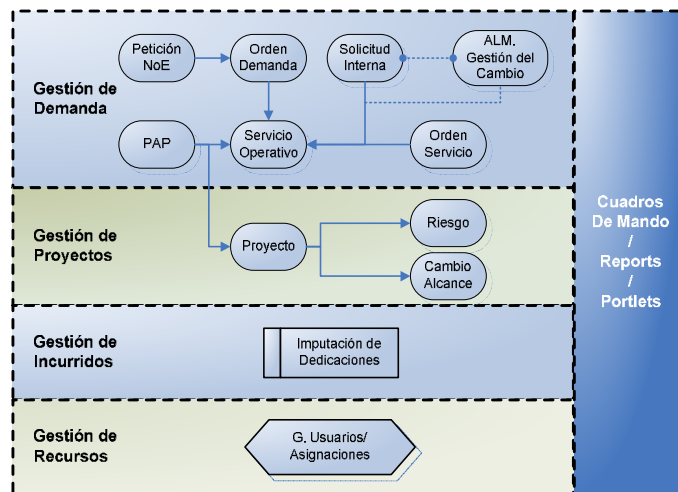 Gestión de
Demanda
Petición
NoE
Orden
Demanda
Solicitud
Interna
ALM.
Gestión del
Cambio
PAP
Servicio
Operativo
Orden
Servicio
Gestión de
Proyectos
Proyecto
Riesgo
Cambio
Alcance
Gestión de
Incurridos
Imputación de
Dedicaciones
Gestión de
Recursos
G. Usuarios/
Asignaciones
Cuadros
De Mando
/
Reports
/
Portlets